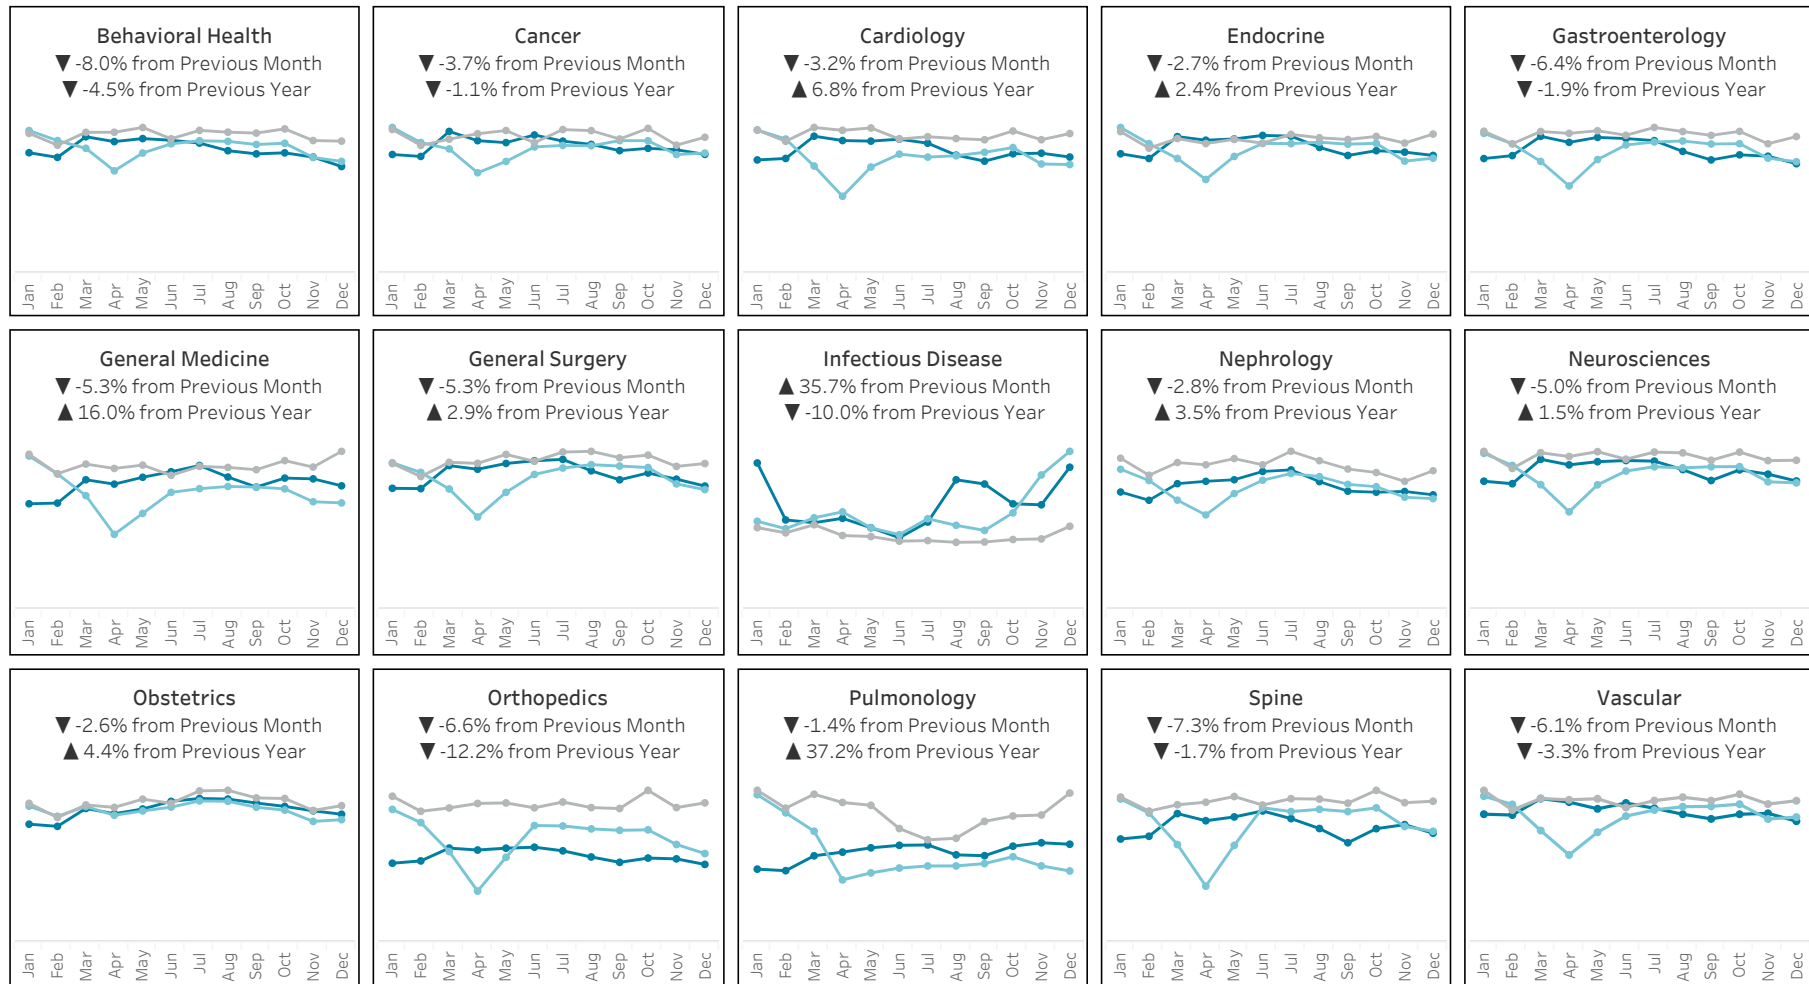 Behavioral Health
▼ -8.0% from Previous Month
▼ -4.5% from Previous Year
Jan Feb Mar Apr May Jun Jul Aug Sep Oct Nov Dec
Cancer
▼ -3.7% from Previous Month
▼ -1.1% from Previous Year
Jan Feb Mar Apr May Jun Jul Aug Sep Oct Nov Dec
Cardiology
▼ -3.2% from Previous Month
▲ 6.8% from Previous Year
Jan Feb Mar Apr May Jun Jul Aug Sep Oct Nov Dec
Endocrine
▼ -2.7% from Previous Month
▲ 2.4% from Previous Year
Jan Feb Mar Apr May Jun Jul Aug Sep Oct Nov Dec
Gastroenterology
▼ -6.4% from Previous Month
▼ -1.9% from Previous Year
Jan Feb Mar Apr May Jun Jul Aug Sep Oct Nov Dec
General Medicine
▼ -5.3% from Previous Month
▲ 16.0% from Previous Year
Jan Feb Mar Apr May Jun Jul Aug Sep Oct Nov Dec
General Surgery
▼ -5.3% from Previous Month
▲ 2.9% from Previous Year
Jan Feb Mar Apr May Jun Jul Aug Sep Oct Nov Dec
Infectious Disease
▲ 35.7% from Previous Month
▼ -10.0% from Previous Year
Jan Feb Mar Apr May Jun Jul Aug Sep Oct Nov Dec
Nephrology
▼ -2.8% from Previous Month
▲ 3.5% from Previous Year
Jan Feb Mar Apr May Jun Jul Aug Sep Oct Nov Dec
Neurosciences
▼ -5.0% from Previous Month
▲ 1.5% from Previous Year
Jan Feb Mar Apr May Jun Jul Aug Sep Oct Nov Dec
Obstetrics
▼ -2.6% from Previous Month
▲ 4.4% from Previous Year
Jan Feb Mar Apr May Jun Jul Aug Sep Oct Nov Dec
Orthopedics
▼ -6.6% from Previous Month
▼ -12.2% from Previous Year
Jan Feb Mar Apr May Jun Jul Aug Sep Oct Nov Dec
Pulmonology
▼ -1.4% from Previous Month
▲ 37.2% from Previous Year
Jan Feb Mar Apr May Jun Jul Aug Sep Oct Nov Dec
Spine
▼ -7.3% from Previous Month
▼ -1.7% from Previous Year
Jan Feb Mar Apr May Jun Jul Aug Sep Oct Nov Dec
Vascular
▼ -6.1% from Previous Month
▼ -3.3% from Previous Year
Jan Feb Mar Apr May Jun Jul Aug Sep Oct Nov Dec